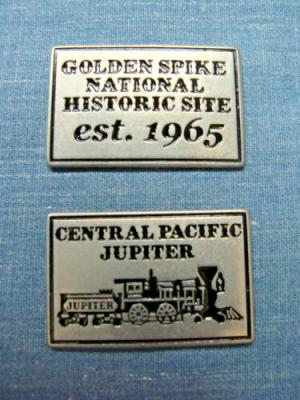 GOLDEN SPIKE
NATIONAL
HISTORIC SITE
est. 1965
CENTRAL PACIFIC
JUPITER
JUPITER